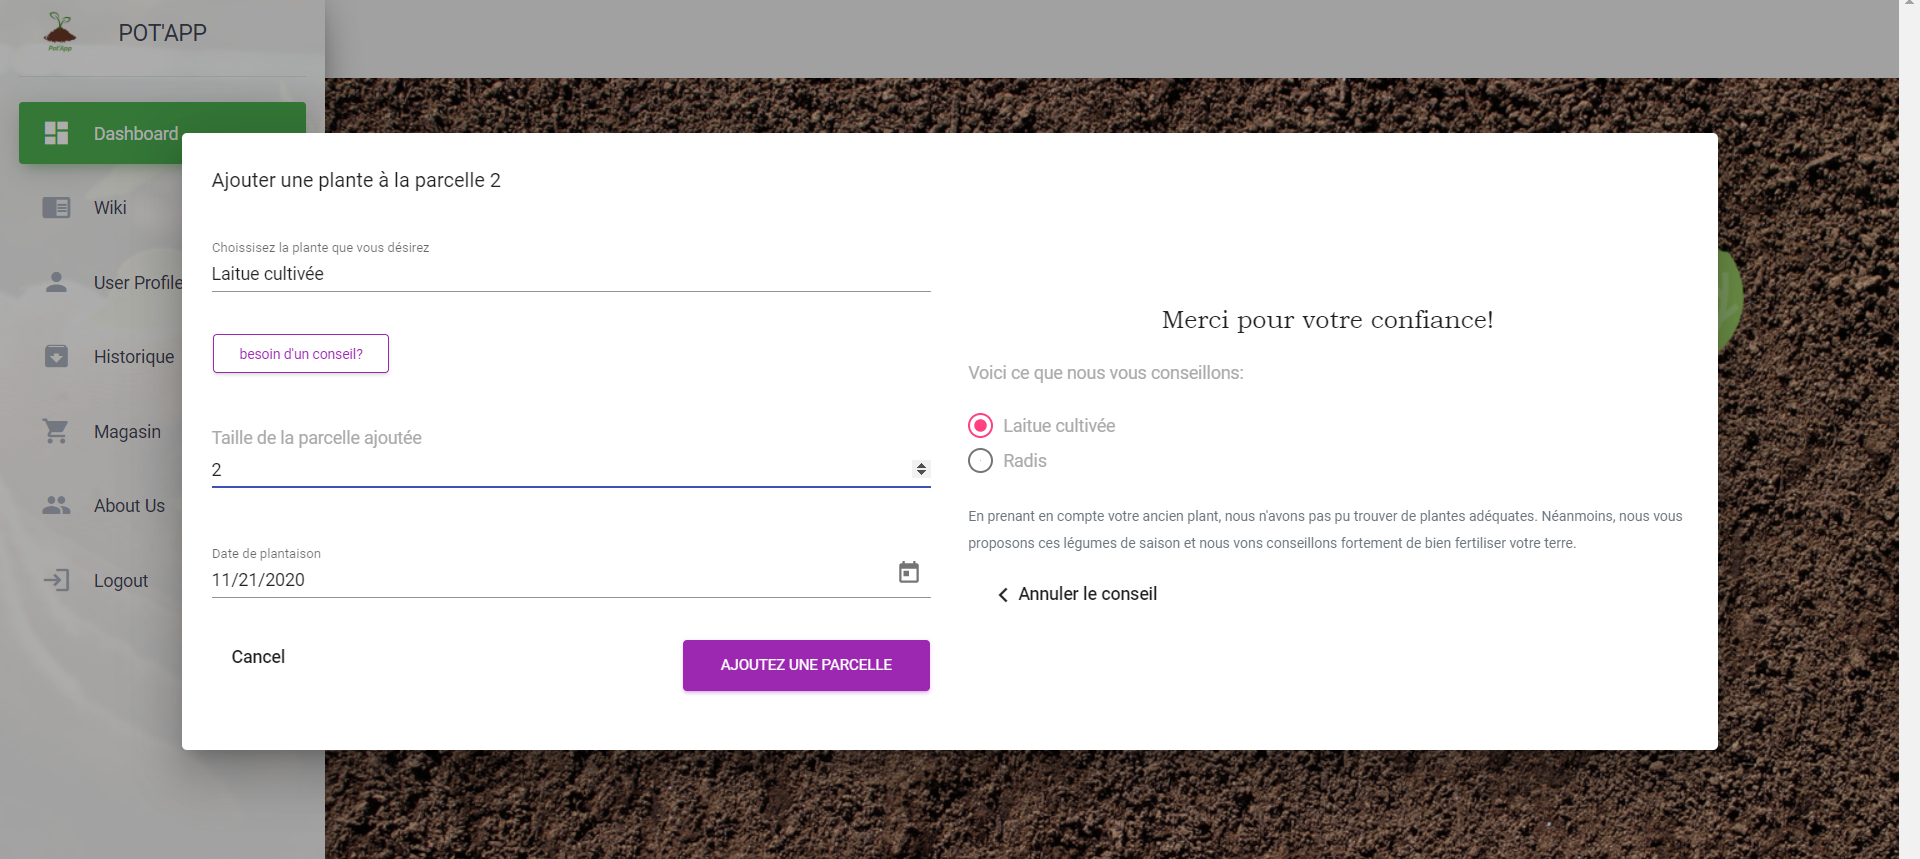 Pot'App
POT'APP
Dashboard
Wiki
User Profile
Historique
Magasin
About Us
Logout
Ajouter une plante à la parcelle 2
Choissisez la plante que vous désirez
Laitue cultivée
besoin d'un conseil?
Taille de la parcelle ajoutée
2
Date de plantaison
11/21/2020
Cancel
AJOUTEZ UNE PARCELLE
Merci pour votre confiance!
Voici ce que nous vous conseillons:
Laitue cultivée
Radis
En prenant en compte votre ancien plant, nous n'avons pas pu trouver de plantes adéquates. Néanmoins, nous vous
proposons ces légumes de saison et nous vons conseillons fortement de bien fertiliser votre terre.
Annuler le conseil